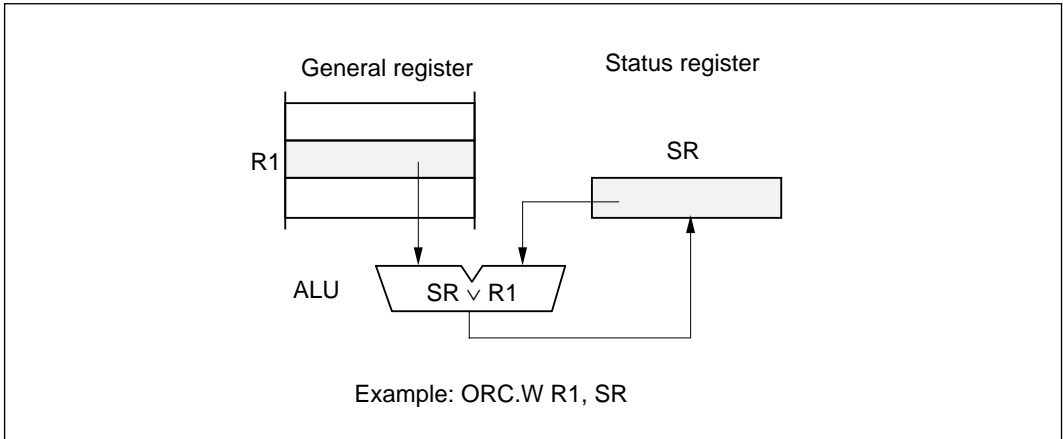 General register
Status register
R1
SR
ALU
SR ∨ R1
Example: ORC.W R1, SR